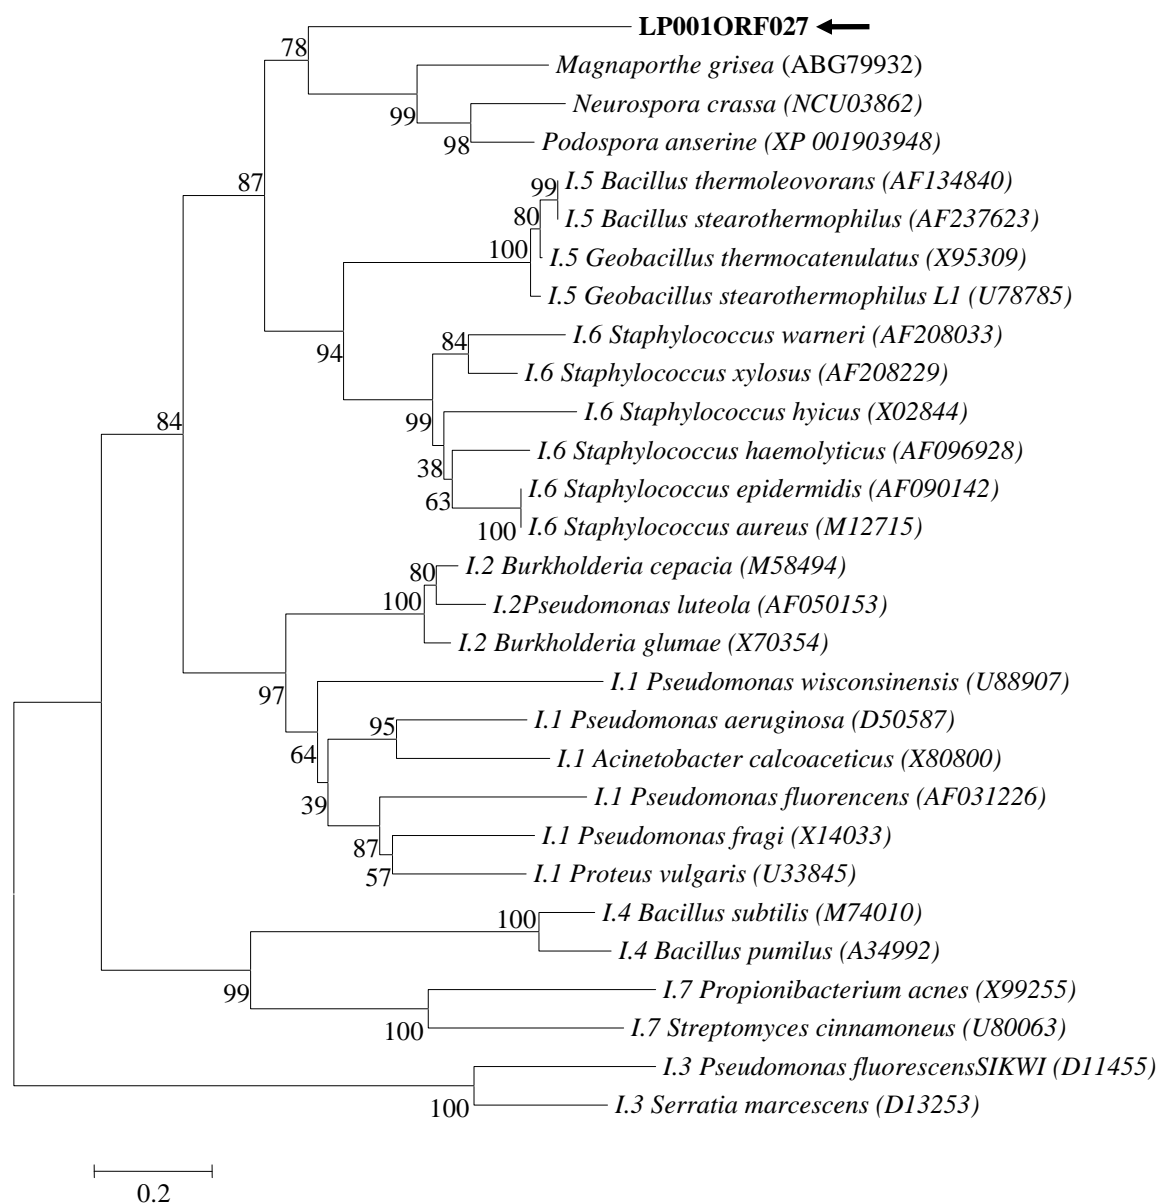 LP001ORF027
78
Magnaporthe grisea (ABG79932)
Neurospora crassa (NCU03862)
99
98
Podospora anserine (XP 001903948)
87
99
I.5 Bacillus thermoleovorans (AF134840)
80
I.5 Bacillus stearothermophilus (AF237623)
100
I.5 Geobacillus thermocatenulatus (X95309)
I.5 Geobacillus stearothermophilus L1 (U78785)
84
I.6 Staphylococcus warneri (AF208033)
94
I.6 Staphylococcus xylosus (AF208229)
99
I.6 Staphylococcus hyicus (X02844)
84
I.6 Staphylococcus haemolyticus (AF096928)
38
I.6 Staphylococcus epidermidis (AF090142)
63
100
I.6 Staphylococcus aureus (M12715)
80
I.2 Burkholderia cepacia (M58494)
100
I.2Pseudomonas luteola (AF050153)
I.2 Burkholderia glumae (X70354)
97
I.1 Pseudomonas wisconsinensis (U88907)
95
I.1 Pseudomonas aeruginosa (D50587)
64
I.1 Acinetobacter calcoaceticus (X80800)
39
I.1 Pseudomonas fluorencens (AF031226)
I.1 Pseudomonas fragi (X14033)
87
57
I.1 Proteus vulgaris (U33845)
100
I.4 Bacillus subtilis (M74010)
I.4 Bacillus pumilus (A34992)
99
I.7 Propionibacterium acnes (X99255)
100
I.7 Streptomyces cinnamoneus (U80063)
I.3 Pseudomonas fluorescensSIKWI (D11455)
100
I.3 Serratia marcescens (D13253)
0.2